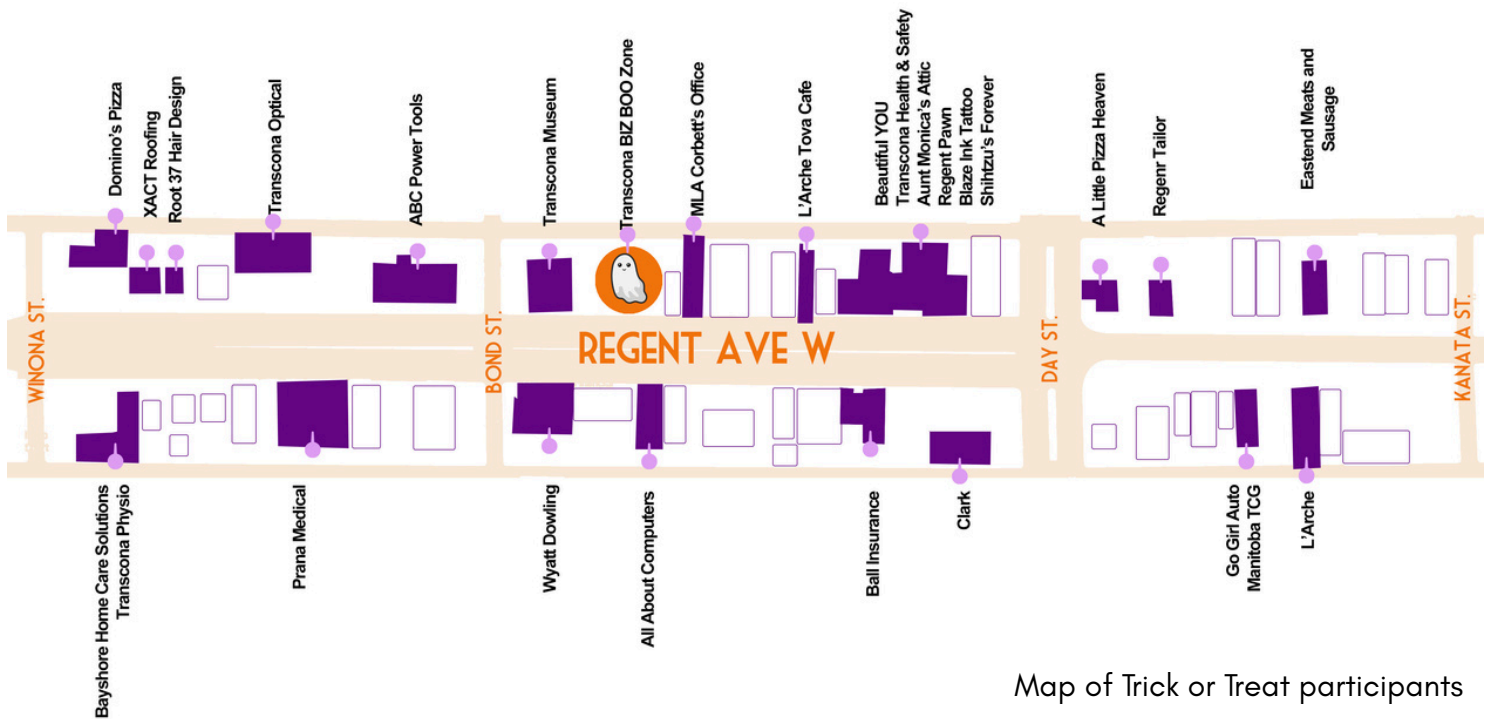 Domino's Pizza
XACT Roofing
Root 37 Hair Design
Transcona Optical
ABC Power Tools
Transcona Museum
Transcona BIZ BOO Zone
MLA Corbett's Office
L'Arche Tova Cafe
Beautiful YOU
Transcona Health & Safety
Aunt Monica's Attic
Regent Pawn
Blaze Ink Tattoo
Shihtzu's Forever
A Little Pizza Heaven
Regenr Tailor
Eastend Meats and
Sausage
WINONA ST.
BOND ST.
REGENT AVE W
DAY ST.
KANATA ST.
Bayshore Home Care Solutions
Transcona Physio
Prana Medical
Wyatt Dowling
All About Computers
Ball Insurance
Clark
Go Girl Auto
Manitoba TCG
L'Arche
Map of Trick or Treat participants